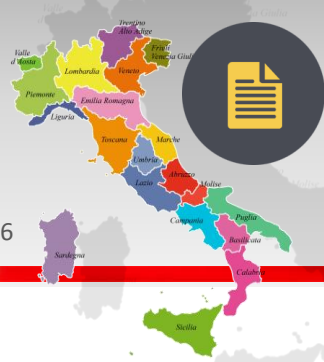 Trentino
Alto Adige
Friuli
Venezia Giuli
Valle
d'Aosta
Lombardia
Veneto
Piemonte
Emilia Romagna
Liguria
Toscana
Marche
Umbria
Lazio
Abruzzo
Molise
Campania
Puglia
Basilicata
6
Sardegna
Calabria
Sicilia